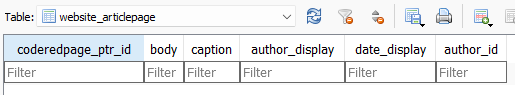 Table: website_articlepage
coderedpage_ptr_id body caption author_display date_display author_id
Filter Filter Filter Filter Filter Filter